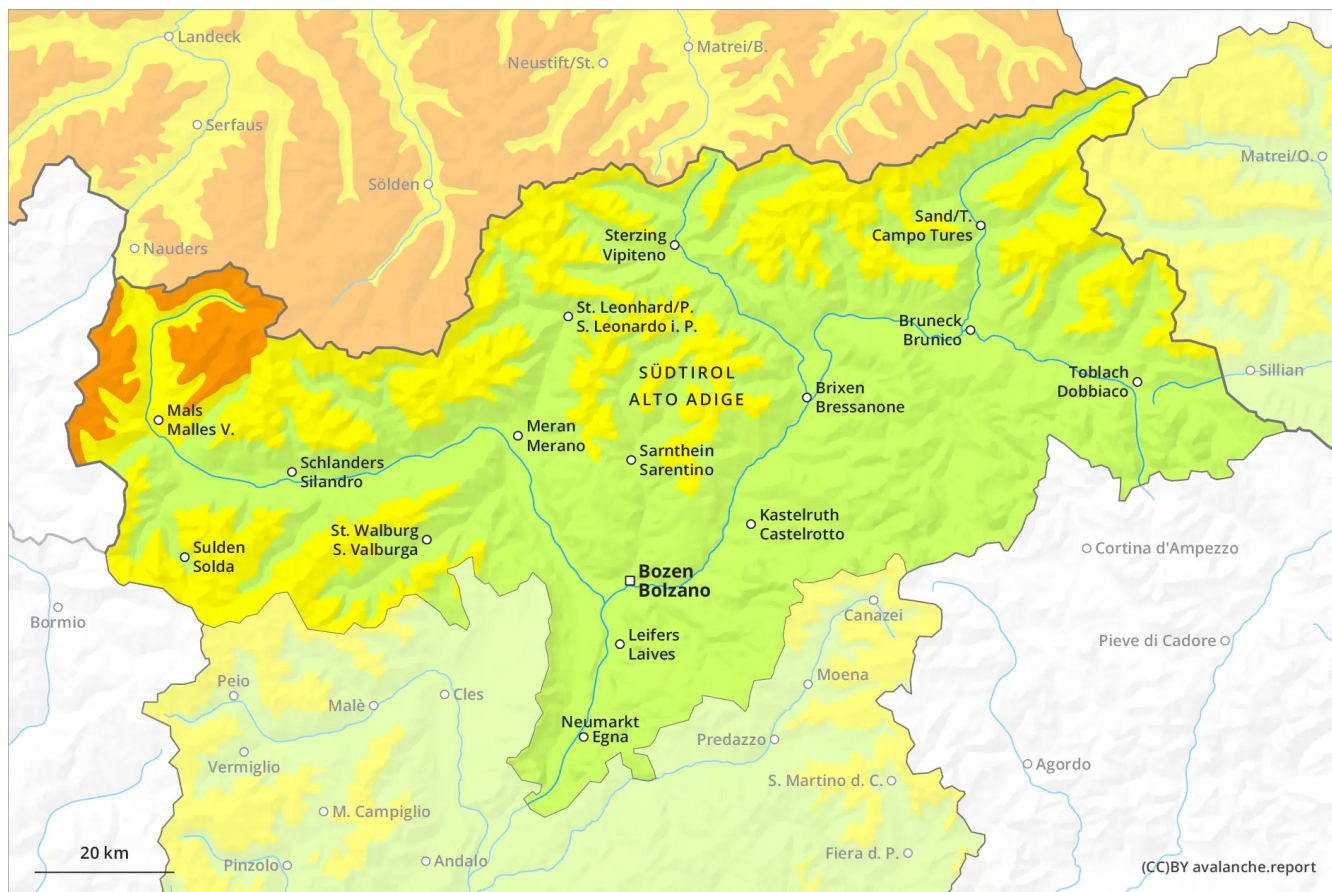 Landeck
Matrei/B.
Neustift/St.
Serfaus
Matrei/O.
Sölden
Sand/T.
Campo Tures
Sterzing
Vipiteno
Nauders
St. Leonhard/P.
S. Leonardo i. P.
Bruneck
Brunico
SÜDTIROL
ALTO ADIGE
Toblach
Dobbiaco
Sillian
Brixen
Bressanone
Mals
Malles V.
Meran
Merano
Sarnthein
Sarentino
Schlanders
Silandro
Kastelruth
Castelrotto
St. Walburg
S. Valburga
Sulden
Solda
Cortina d'Ampezzo
Bozen
Bolzano
Bormio
Canazei
Leifers
Laives
Pieve di Cadore
Peio
Moena
Malè
Cles
Neumarkt
Egna
Predazzo
Vermiglio
Agordo
S. Martino d. C.
M. Campiglio
20 km
Pinzolo
Andalo
Fiera d. P.
(CC)BY avalanche.report